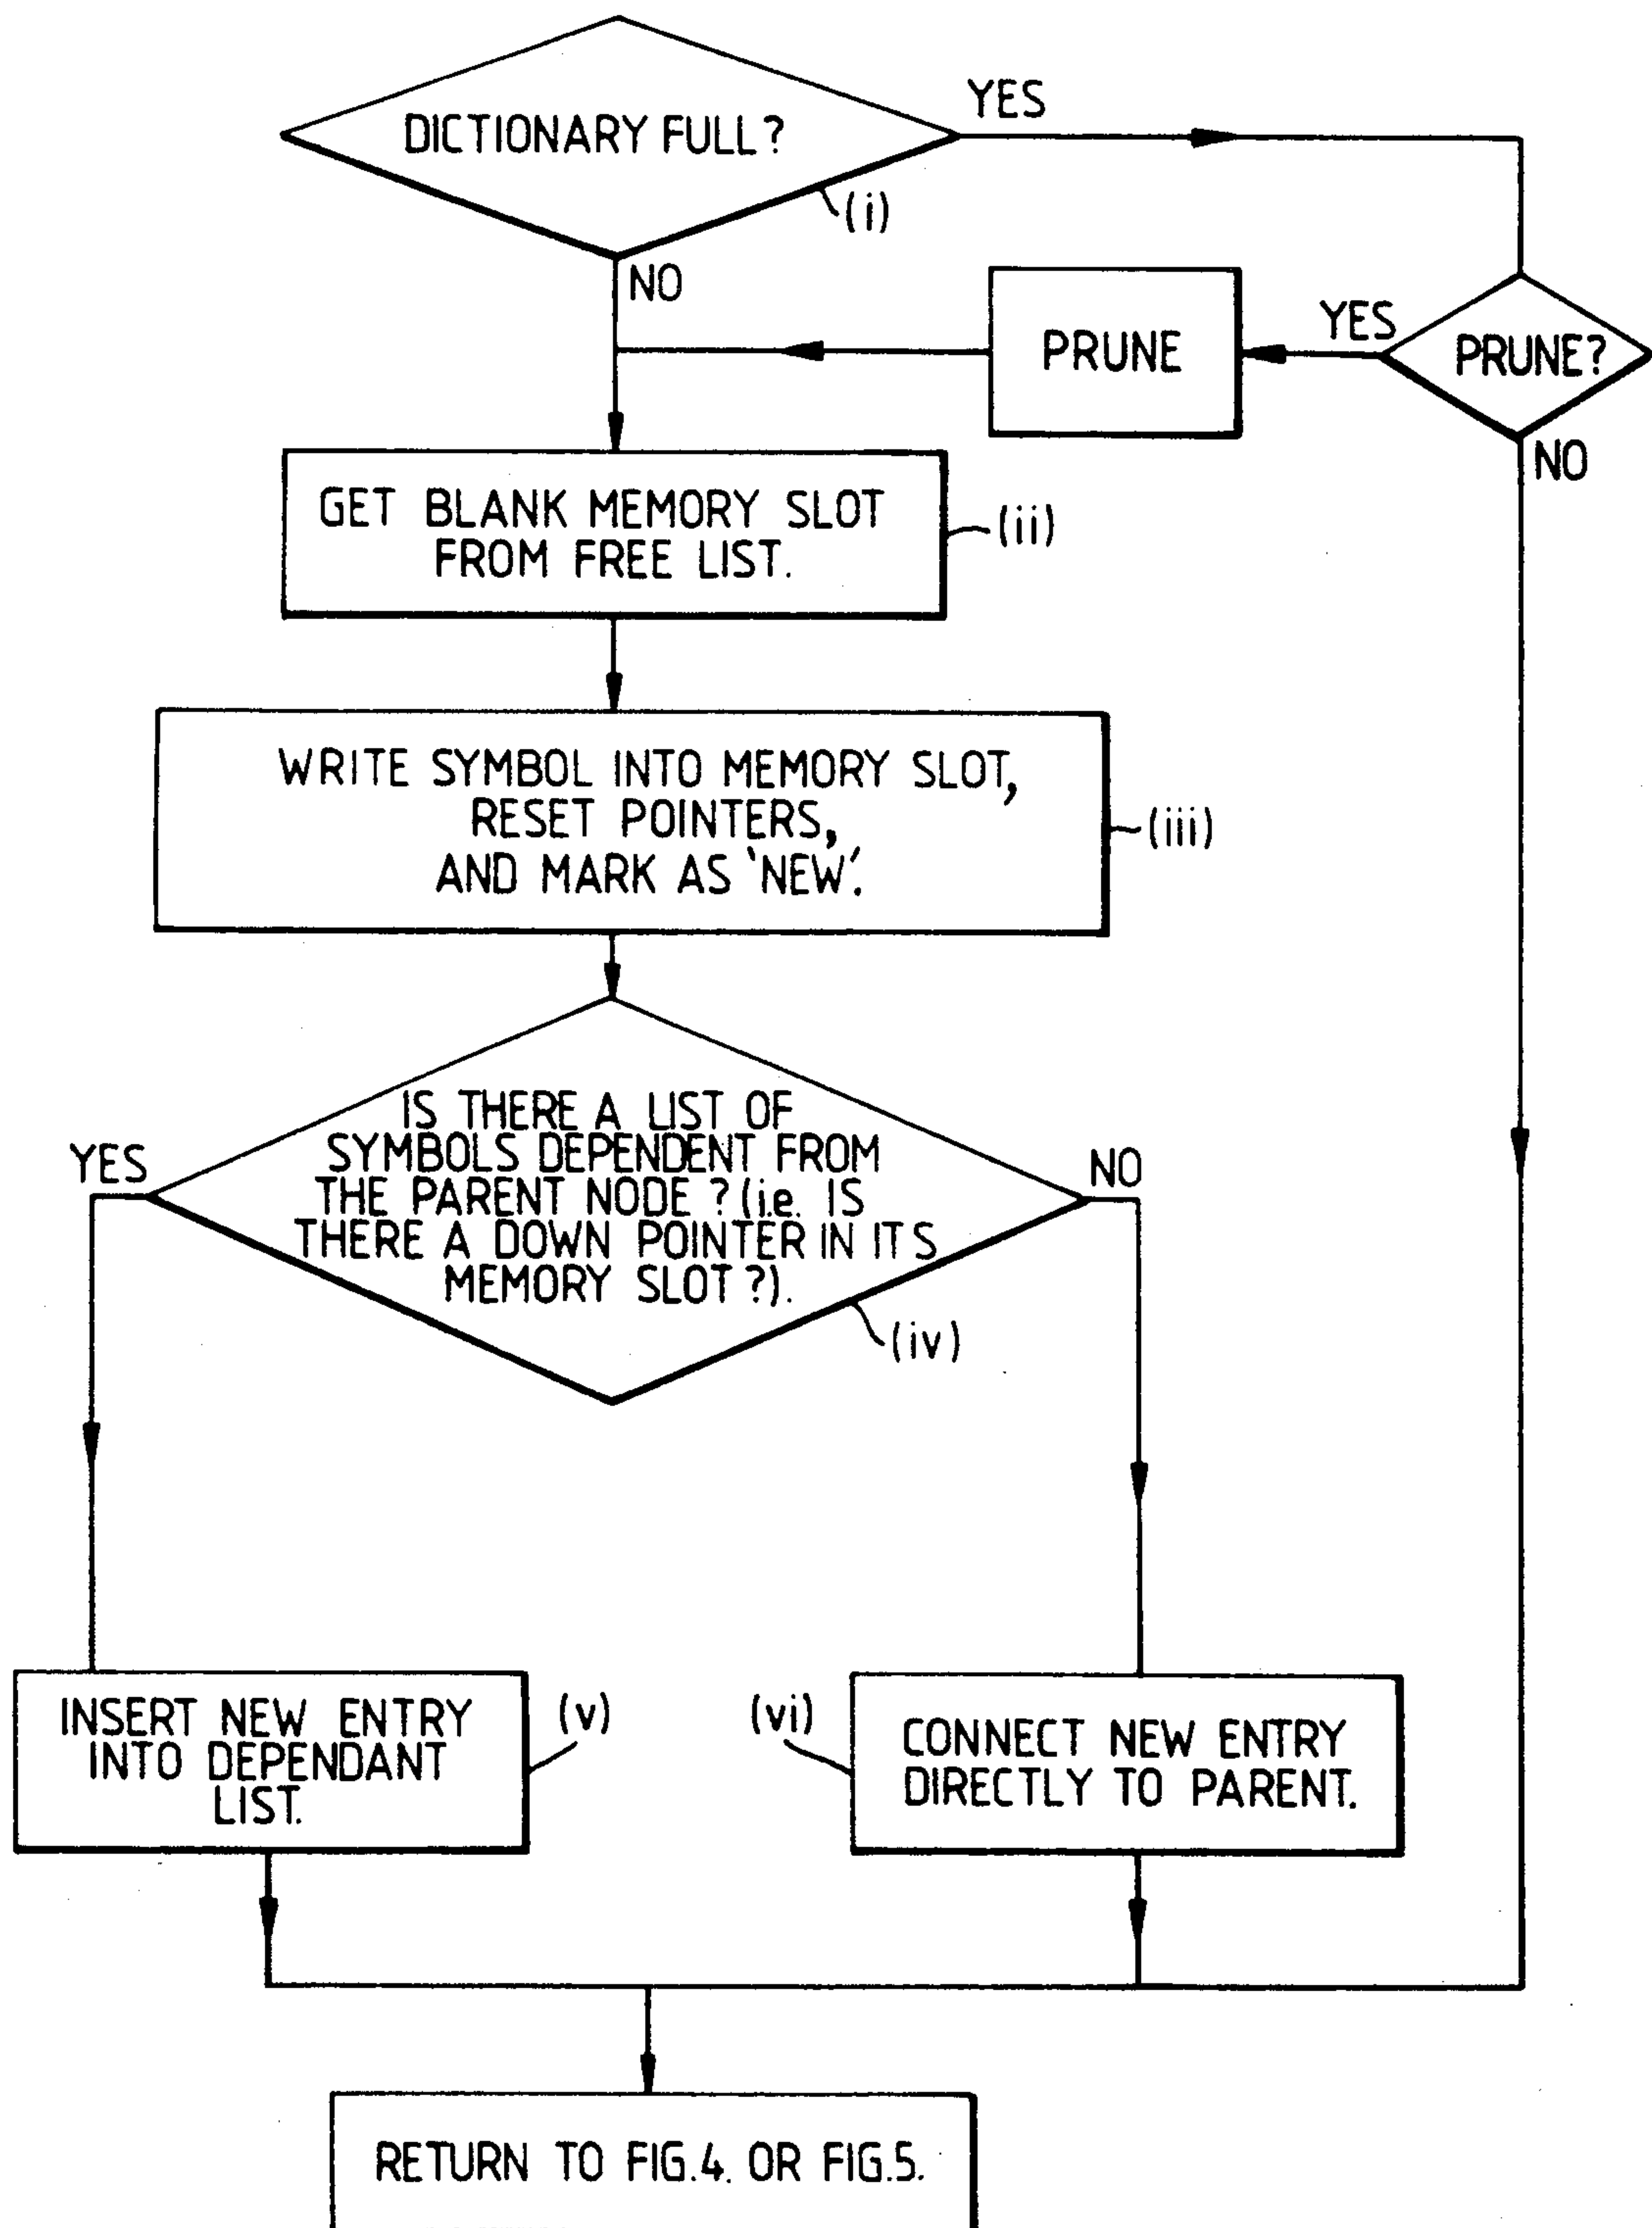 DICTIONARY FULL?
YES
(i)
NO
PRUNE
YES
PRUNE?
NO
GET BLANK MEMORY SLOT
FROM FREE LIST.
(ii)
WRITE SYMBOL INTO MEMORY SLOT,
RESET POINTERS,
AND MARK AS 'NEW'.
(iii)
IS THERE A LIST OF
SYMBOLS DEPENDENT FROM
THE PARENT NODE ? (i.e. IS
THERE A DOWN POINTER IN ITS
MEMORY SLOT ?).
YES
NO
(iv)
INSERT NEW ENTRY
INTO DEPENDANT
LIST.
(v)
(vi)
CONNECT NEW ENTRY
DIRECTLY TO PARENT.
RETURN TO FIG.4. OR FIG.5.